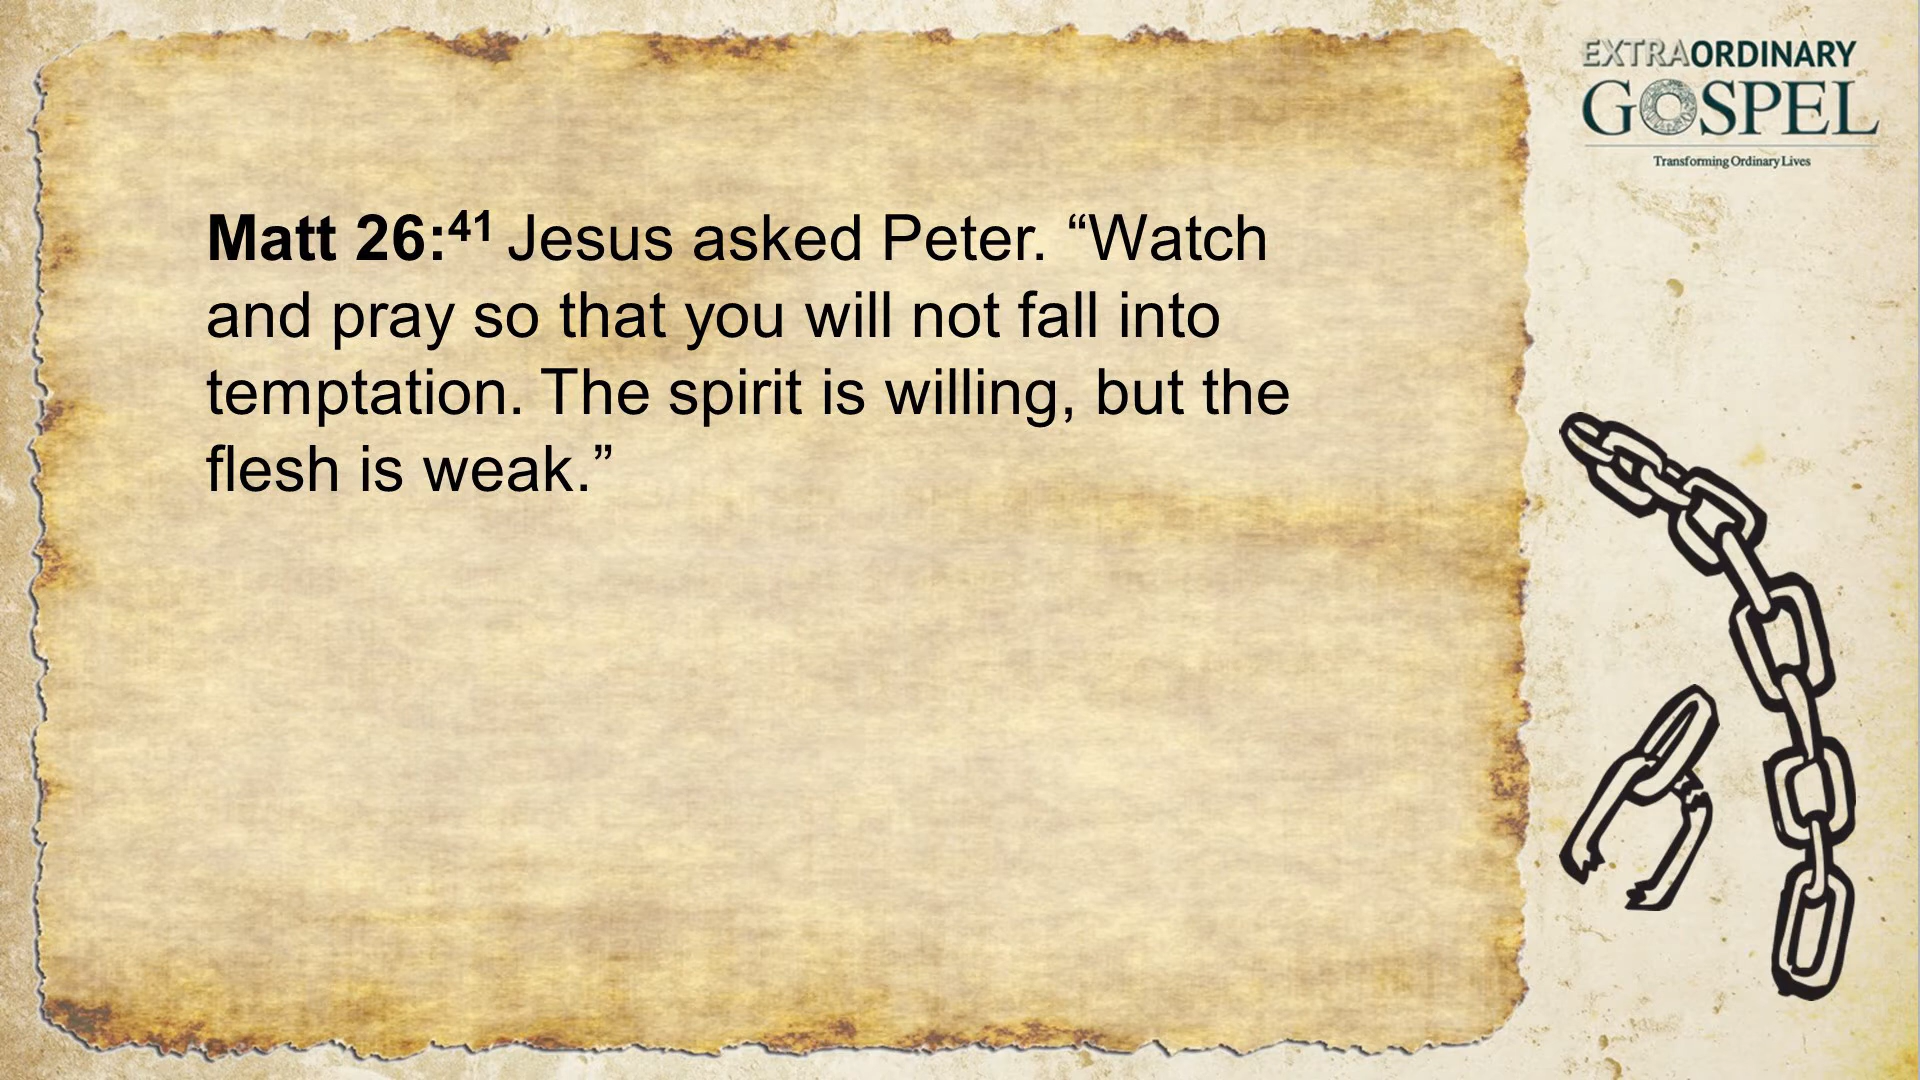 EXTRAORDINARY
GOSPEL
Transforming Ordinary Lives
Matt 26:41 Jesus asked Peter. “Watch
and pray so that you will not fall into
temptation. The spirit is willing, but the
flesh is weak.”